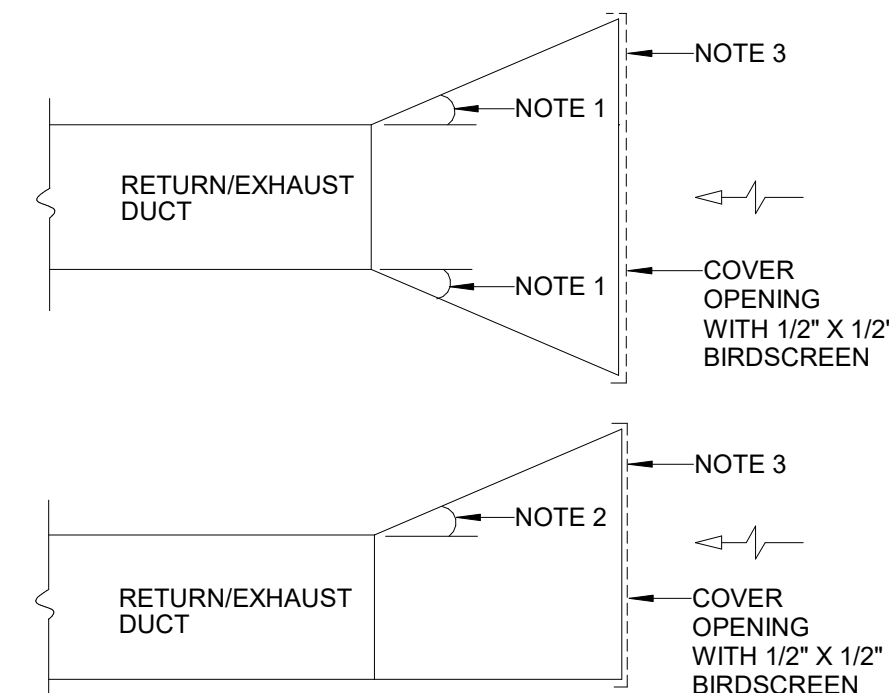 NOTE 3
NOTE 1
RETURN/EXHAUST
DUCT
NOTE 1
COVER
OPENING
WITH 1/2" X 1/2"
BIRDSCREEN
NOTE 3
NOTE 2
RETURN/EXHAUST
DUCT
COVER
OPENING
WITH 1/2" X 1/2"
BIRDSCREEN